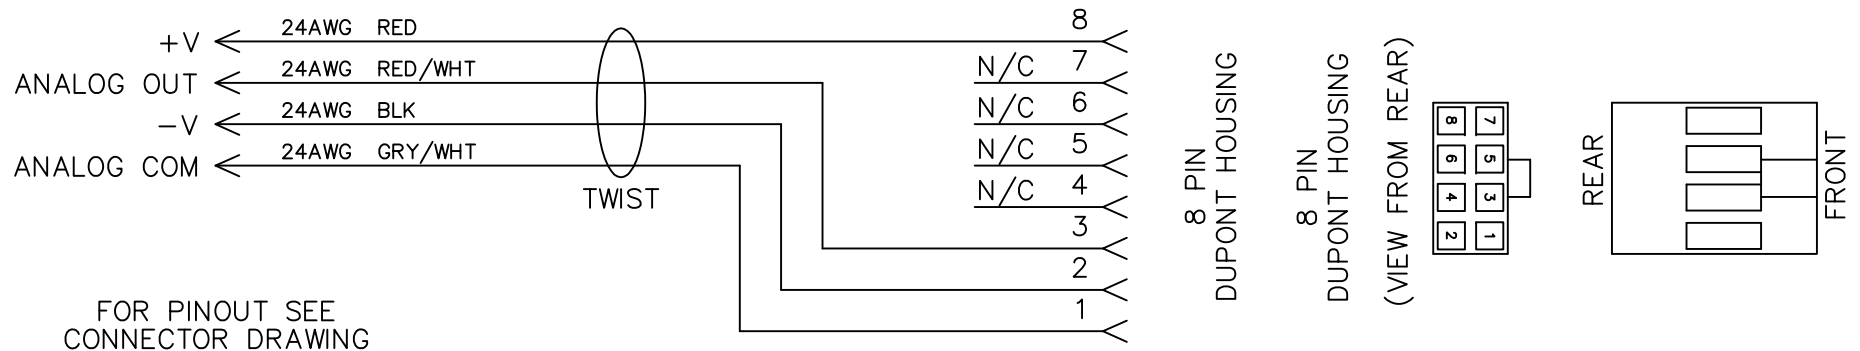 +V 24AWG RED 8
ANALOG OUT 24AWG RED/WHT N/C 7
-V 24AWG BLK N/C 6
ANALOG COM 24AWG GRY/WHT N/C 5
TWIST N/C 4
3
2
1
FOR PINOUT SEE
CONNECTOR DRAWING
8 PIN
DUPONT HOUSING
8 PIN
DUPONT HOUSING
(VIEW FROM REAR)
8 7
6 5
4 3
2 1
REAR
FRONT